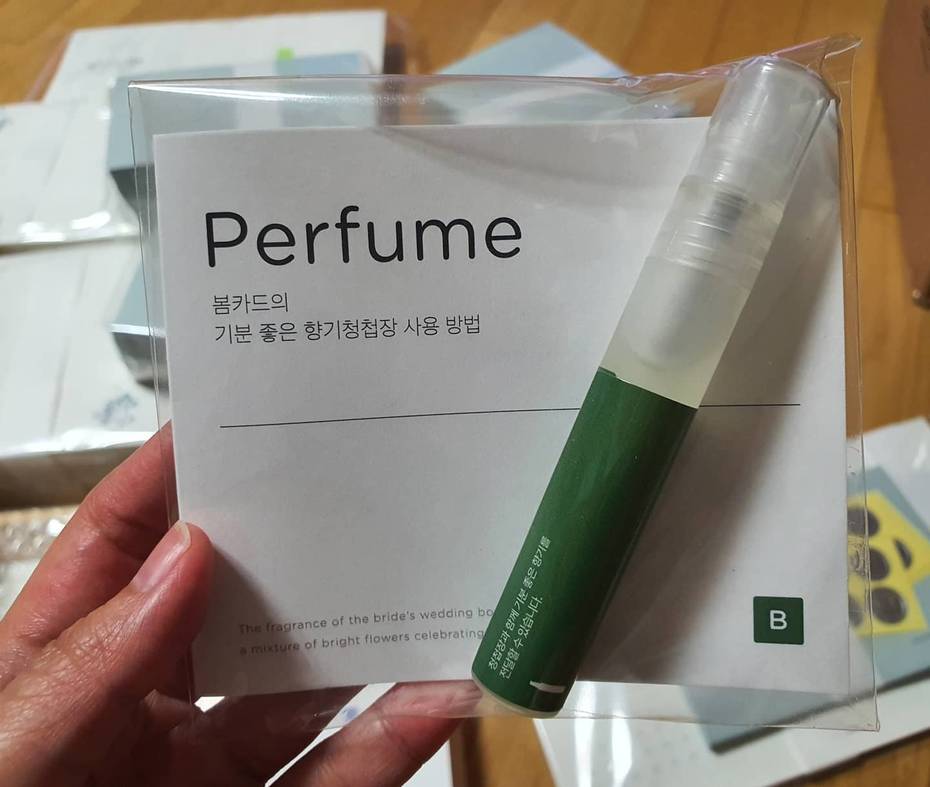 Perfume
봄카드의
기분 좋은 향기청첩장 사용 방법
The fragrance of the bride's wedding
a mixture of bright flowers celebrating
청첩장과 함께 기분 좋은 향기를
전달할 수 있습니다.
B